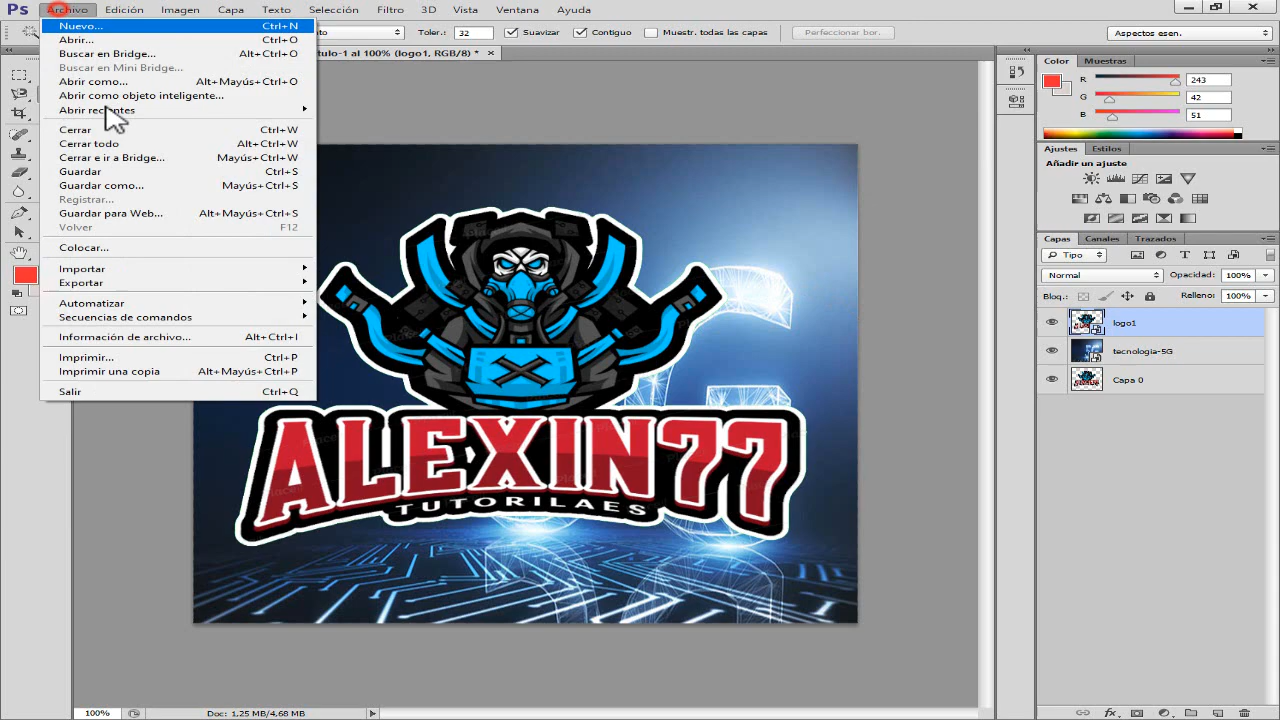 Ps Archivo Edición Imagen Capa Texto Selección Filtro 3D Vista Ventana Ayuda
Toler.: 32 Suavizar Contiguo Muestr. todas las capas Perfeccionar borde... Aspectos esen.
tulo-1 al 100% (logo1, RGB/8) * ×
Nuevo... Ctrl+N
Abrir... Ctrl+O
Buscar en Bridge... Alt+Ctrl+O
Buscar en Mini Bridge...
Abrir como... Alt+Mayús+Ctrl+O
Abrir como objeto inteligente...
Abrir recientes
Cerrar Ctrl+W
Cerrar todo Alt+Ctrl+W
Cerrar e ir a Bridge... Mayús+Ctrl+W
Guardar Ctrl+S
Guardar como... Mayús+Ctrl+S
Registrar...
Guardar para Web... Alt+Mayús+Ctrl+S
Volver F12
Colocar...
Importar
Exportar
Automatizar
Secuencias de comandos
Información de archivo... Alt+Ctrl+I
Imprimir... Ctrl+P
Imprimir una copia Alt+Mayús+Ctrl+P
Salir Ctrl+Q
ALEXIN77
TUTORILAES
Color Muestras
R 243
G 42
B 51
Ajustes Estilos
Añadir un ajuste
Capas Canales Trazados
Tipo
Normal Opacidad: 100%
Bloq.: Relleno: 100%
logo1
tecnologia-5G
Capa 0
100% Doc: 1,25 MB/4,68 MB